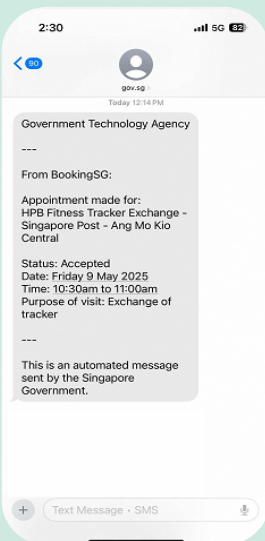 2:30
5G 82
90
gov.sg
Today 12:14 PM
Government Technology Agency
---
From BookingSG:
Appointment made for:
HPB Fitness Tracker Exchange -
Singapore Post - Ang Mo Kio
Central
Status: Accepted
Date: Friday 9 May 2025
Time: 10:30am to 11:00am
Purpose of visit: Exchange of
tracker
---
This is an automated message
sent by the Singapore
Government.
Text Message • SMS